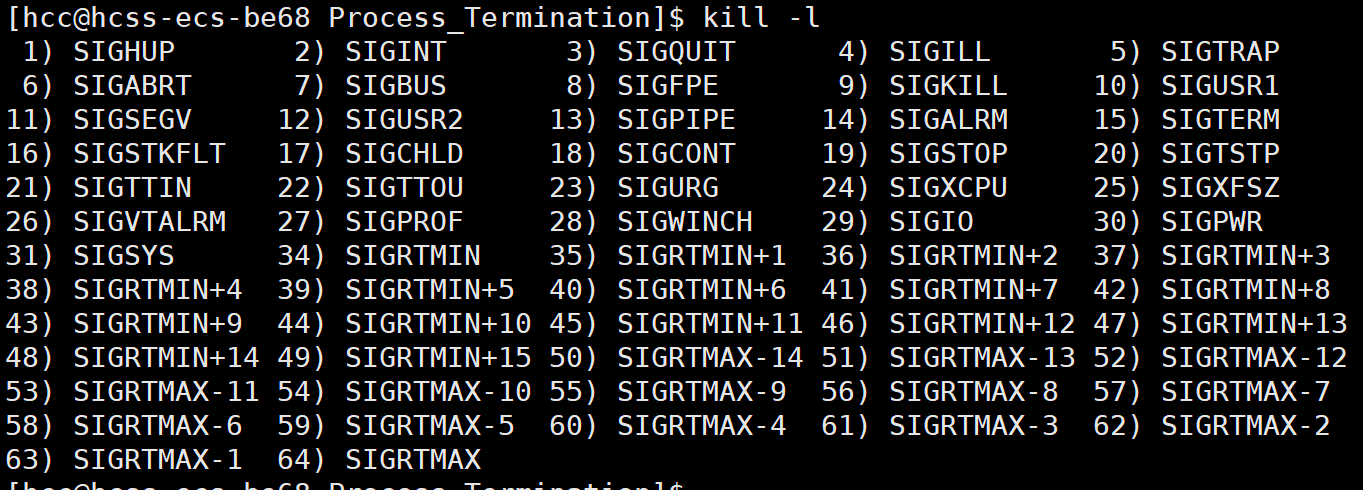 [hcc@hcss-ecs-be68 Process_Termination]$ kill -l
 1) SIGHUP       2) SIGINT       3) SIGQUIT      4) SIGILL       5) SIGTRAP
 6) SIGABRT      7) SIGBUS       8) SIGFPE       9) SIGKILL     10) SIGUSR1
11) SIGSEGV     12) SIGUSR2     13) SIGPIPE     14) SIGALRM     15) SIGTERM
16) SIGSTKFLT   17) SIGCHLD     18) SIGCONT     19) SIGSTOP     20) SIGTSTP
21) SIGTTIN     22) SIGTTOU     23) SIGURG      24) SIGXCPU     25) SIGXFSZ
26) SIGVTALRM   27) SIGPROF     28) SIGWINCH    29) SIGIO       30) SIGPWR
31) SIGSYS      34) SIGRTMIN    35) SIGRTMIN+1  36) SIGRTMIN+2  37) SIGRTMIN+3
38) SIGRTMIN+4  39) SIGRTMIN+5  40) SIGRTMIN+6  41) SIGRTMIN+7  42) SIGRTMIN+8
43) SIGRTMIN+9  44) SIGRTMIN+10 45) SIGRTMIN+11 46) SIGRTMIN+12 47) SIGRTMIN+13
48) SIGRTMIN+14 49) SIGRTMIN+15 50) SIGRTMAX-14 51) SIGRTMAX-13 52) SIGRTMAX-12
53) SIGRTMAX-11 54) SIGRTMAX-10 55) SIGRTMAX-9  56) SIGRTMAX-8  57) SIGRTMAX-7
58) SIGRTMAX-6  59) SIGRTMAX-5  60) SIGRTMAX-4  61) SIGRTMAX-3  62) SIGRTMAX-2
63) SIGRTMAX-1  64) SIGRTMAX
[hcc@hcss-ecs-be68 Process_Termination]$